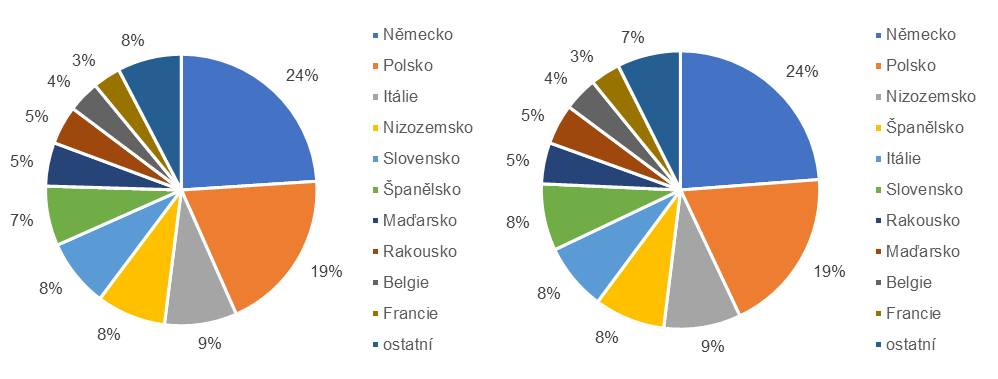 8%
3%
4%
5%
5%
7%
8%
8%
9%
19%
24%
Německo
Polsko
Itálie
Nizozemsko
Slovensko
Španělsko
Maďarsko
Rakousko
Belgie
Francie
ostatní
7%
3%
4%
5%
5%
8%
8%
8%
9%
19%
24%
Německo
Polsko
Nizozemsko
Španělsko
Itálie
Slovensko
Rakousko
Maďarsko
Belgie
Francie
ostatní